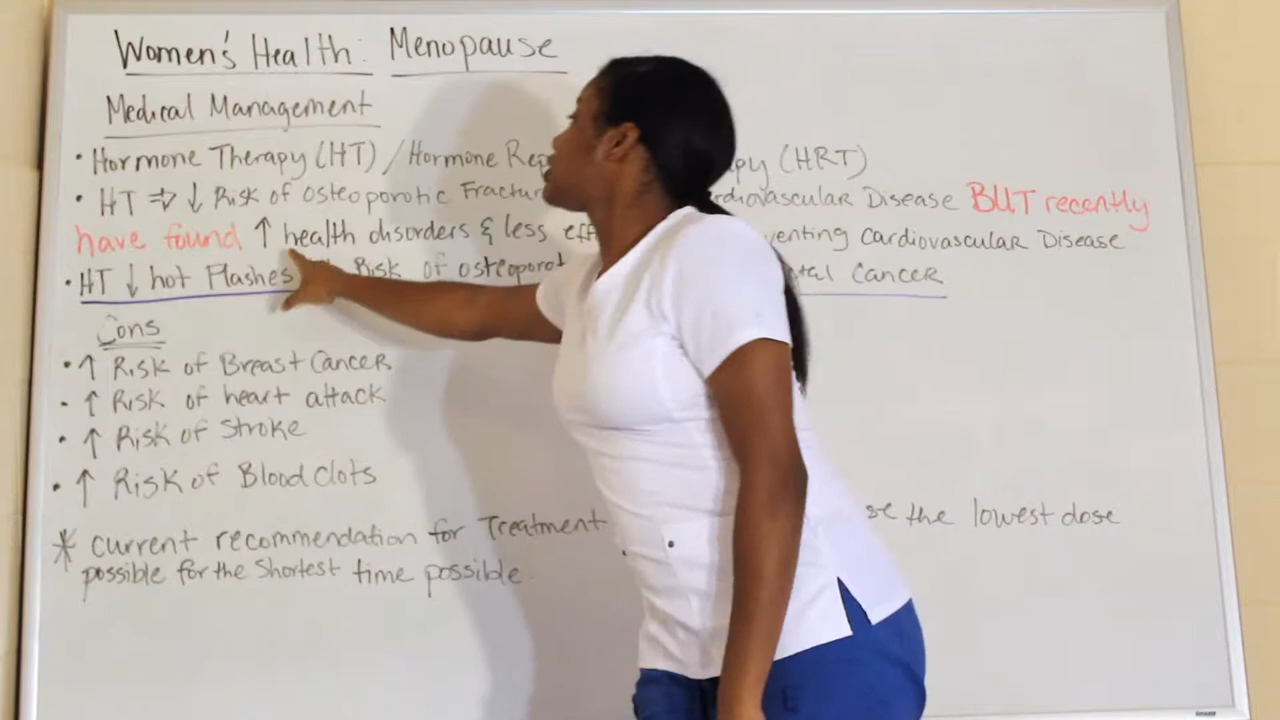 Women's Health: Menopause
Medical Management
• Hormone Therapy (HT) / Hormone Rep apy (HRT)
• HT ⇒ ↓ Risk of Osteoporotic Fractur rdiovascular Disease BUT recently
have found ↑ health disorders & less eff venting Cardiovascular Disease
• HT ↓ hot Flashes Risk of osteoporot Cancer
Cons
• ↑ Risk of Breast Cancer
• ↑ Risk of heart attack
• ↑ Risk of Stroke
• ↑ Risk of Blood clots
* current recommendation for Treatment se the lowest dose
possible for the shortest time possible.